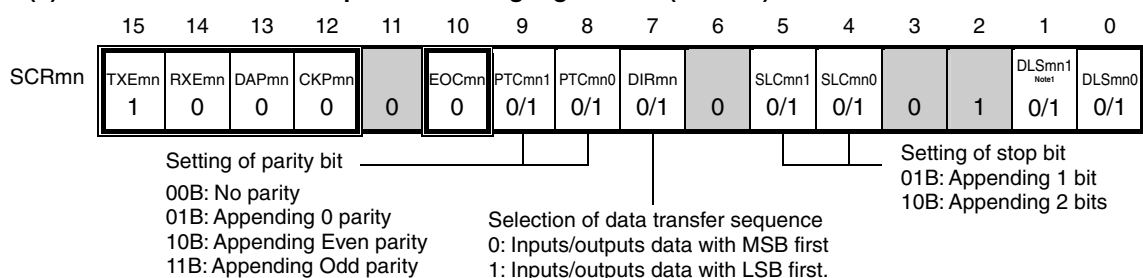 15 14 13 12 11 10 9 8 7 6 5 4 3 2 1 0
SCRmn TXEmn RXEmn DAPmn CKPmn EOCmn PTCmn1 PTCmn0 DIRmn SLCmn1 SLCmn0 DLSmn1 Note1 DLSmn0
1 0 0 0 0 0 0/1 0/1 0/1 0 0/1 0/1 0 1 0/1 0/1
Setting of parity bit
00B: No parity
01B: Appending 0 parity
10B: Appending Even parity
11B: Appending Odd parity
Selection of data transfer sequence
0: Inputs/outputs data with MSB first
1: Inputs/outputs data with LSB first.
Setting of stop bit
01B: Appending 1 bit
10B: Appending 2 bits